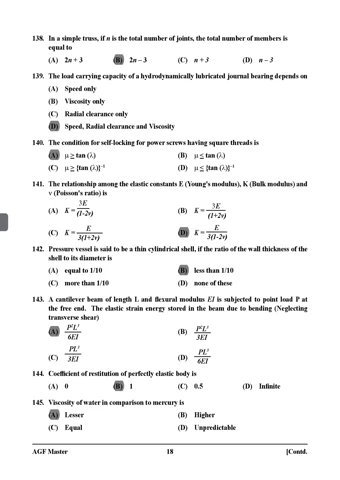 138. In a simple truss, if n is the total number of joints, the total number of members is
equal to
(A) 2n + 3 (B) 2n – 3 (C) n + 3 (D) n – 3
139. The load carrying capacity of a hydrodynamically lubricated journal bearing depends on
(A) Speed only
(B) Viscosity only
(C) Radial clearance only
(D) Speed, Radial clearance and Viscosity
140. The condition for self-locking for power screws having square threads is
(A) μ ≥ tan (λ) (B) μ ≤ tan (λ)
(C) μ ≥ {tan (λ)}⁻¹ (D) μ ≤ {tan (λ)}⁻¹
141. The relationship among the elastic constants E (Young's modulus), K (Bulk modulus) and
ν (Poisson's ratio) is
(A) K = 3E/(1-2ν) (B) K = 3E/(1+2ν)
(C) K = E/3(1+2ν) (D) K = E/3(1-2ν)
142. Pressure vessel is said to be a thin cylindrical shell, if the ratio of the wall thickness of the
shell to its diameter is
(A) equal to 1/10 (B) less than 1/10
(C) more than 1/10 (D) none of these
143. A cantilever beam of length L and flexural modulus EI is subjected to point load P at
the free end. The elastic strain energy stored in the beam due to bending (Neglecting
transverse shear)
(A) P²L³/6EI (B) P²L³/3EI
(C) PL³/3EI (D) PL³/6EI
144. Coefficient of restitution of perfectly elastic body is
(A) 0 (B) 1 (C) 0.5 (D) Infinite
145. Viscosity of water in comparison to mercury is
(A) Lesser (B) Higher
(C) Equal (D) Unpredictable
AGF Master 18 [Contd.